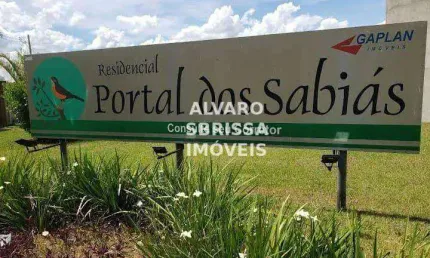 GAPLAN
IMÓVEIS
Residencial
Portal dos Sabiás
ALVARO
SBRISSA
IMÓVEIS